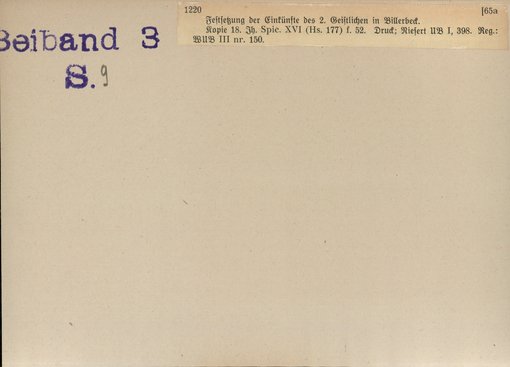 1220 [65a
Festsetzung der Einkünfte des 2. Geistlichen in Billerbeck.
Kopie 18. Jh. Spic. XVI (Hs. 177) f. 52. Druck; Niesert UB I, 398. Reg.:
WUB III nr. 150.
Beiband 3
S. 9